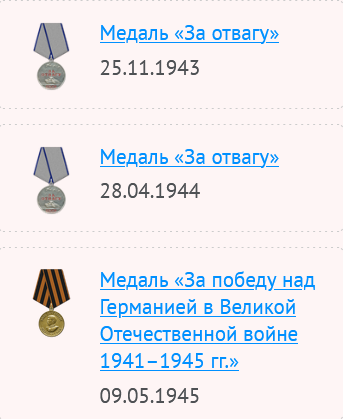 Медаль «За отвагу»
25.11.1943
Медаль «За отвагу»
28.04.1944
Медаль «За победу над
Германией в Великой
Отечественной войне
1941–1945 гг.»
09.05.1945